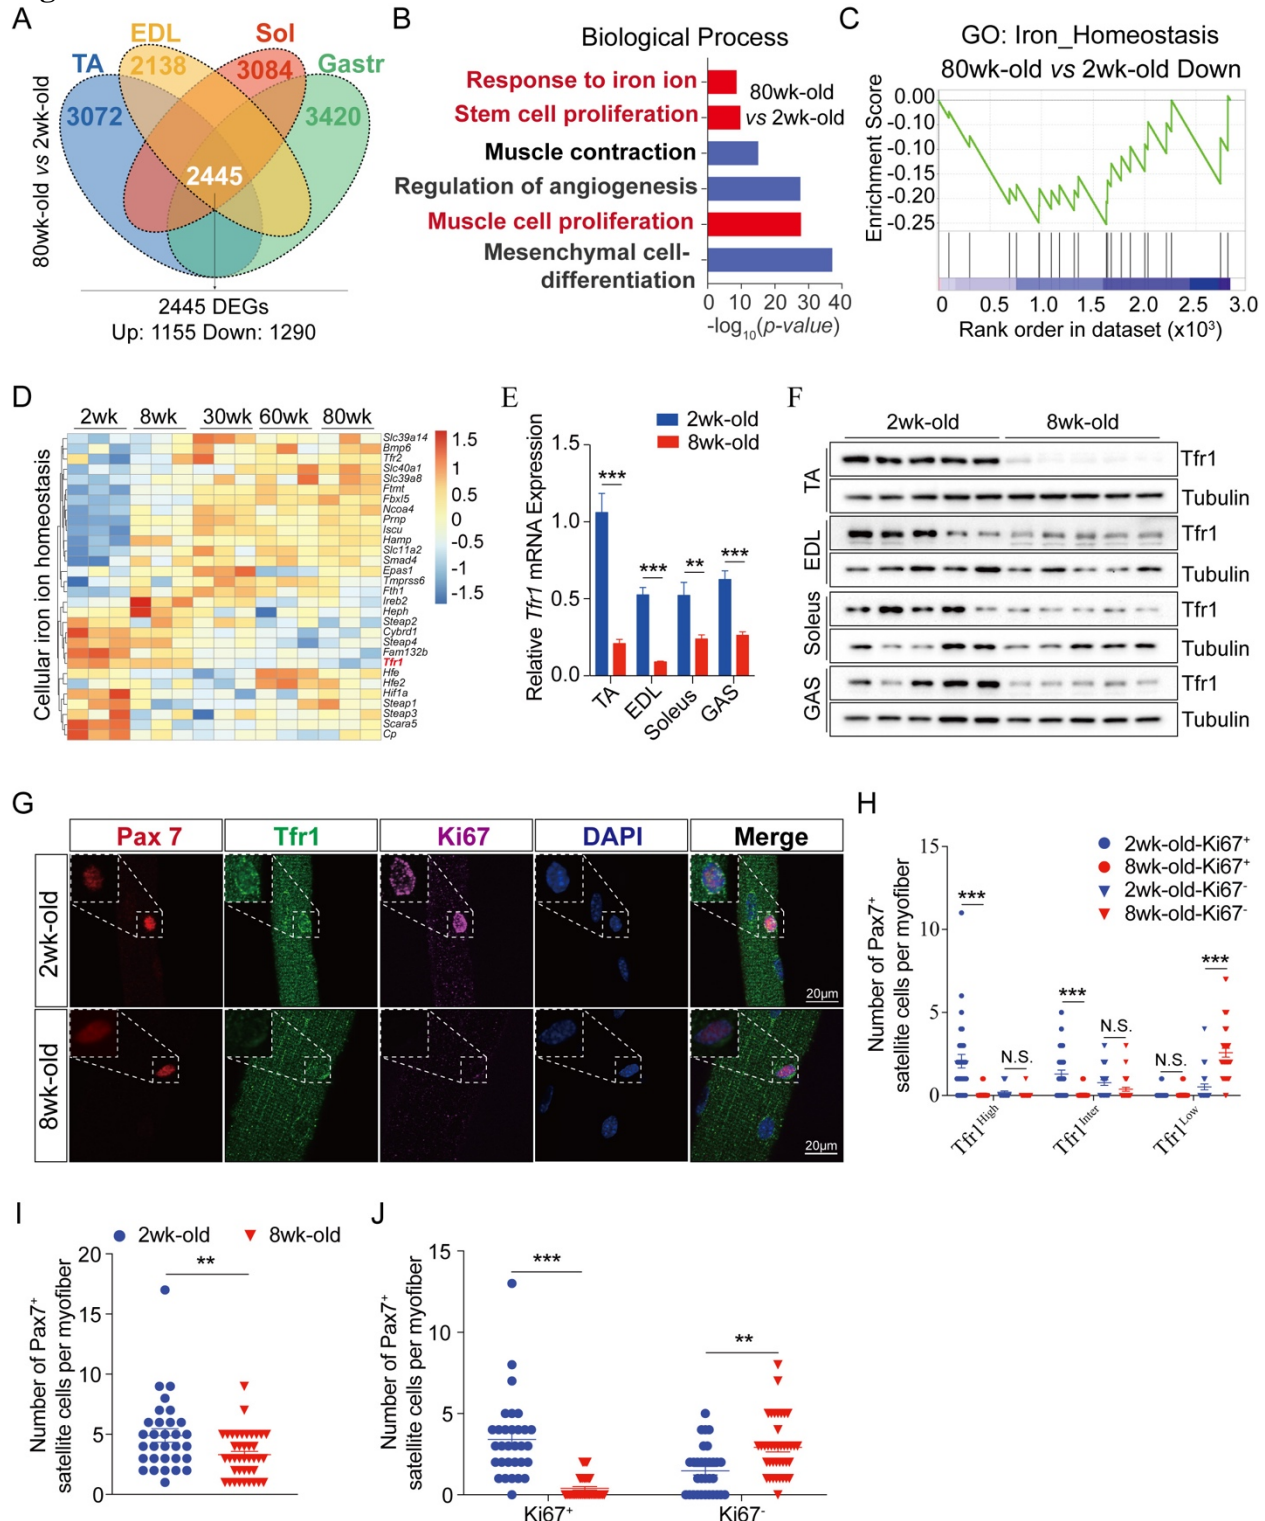 A
EDL
Sol
TA
2138
3084
Gastr
3072
3420
2445
80wk-old vs 2wk-old
2445 DEGs
Up: 1155 Down: 1290
B
Biological Process
Response to iron ion
Stem cell proliferation
Muscle contraction
Regulation of angiogenesis
Muscle cell proliferation
Mesenchymal cell-
differentiation
80wk-old
vs 2wk-old
0 10 20 30 40
-log10(p-value)
C
GO: Iron_Homeostasis
80wk-old vs 2wk-old Down
Enrichment Score
0.00
-0.10
-0.10
-0.15
-0.20
-0.25
0 0.5 1.0 1.5 2.0 2.5 3.0
Rank order in dataset (x10³)
D
2wk 8wk 30wk 60wk 80wk
Cellular iron ion homeostasis
Slc39a14
Bmp6
Tfr2
Slc40a1
Slc39a8
Ftmt
Fbxl5
Ncoa4
Prnp
Iscu
Hamp
Slc11a2
Smad4
Epas1
Tmprss6
Fth1
Ireb2
Heph
Steap2
Cybrd1
Steap4
Fam132b
Tfr1
Hfe
Hfe2
Hif1a
Steap1
Steap3
Scara5
Cp
1.5
1
0.5
0
-0.5
-1
-1.5
E
2wk-old
8wk-old
Relative Tfr1 mRNA Expression
1.5
1.0
0.5
0.0
***
***
**
***
TA
EDL
Soleus
GAS
F
2wk-old 8wk-old
TA
Tfr1
Tubulin
EDL
Tfr1
Tubulin
Soleus
Tfr1
Tubulin
GAS
Tfr1
Tubulin
G
Pax 7 Tfr1 Ki67 DAPI Merge
2wk-old
20μm
8wk-old
20μm
H
Number of Pax7+
satellite cells per myofiber
15
10
5
0
2wk-old-Ki67+
8wk-old-Ki67+
2wk-old-Ki67-
8wk-old-Ki67-
***
N.S.
***
N.S.
N.S.
***
Tfr1High
Tfr1Inter
Tfr1Low
I
2wk-old 8wk-old
Number of Pax7+
satellite cells per myofiber
20
15
10
5
0
**
J
Number of Pax7+
satellite cells per myofiber
15
10
5
0
***
**
Ki67+ Ki67-